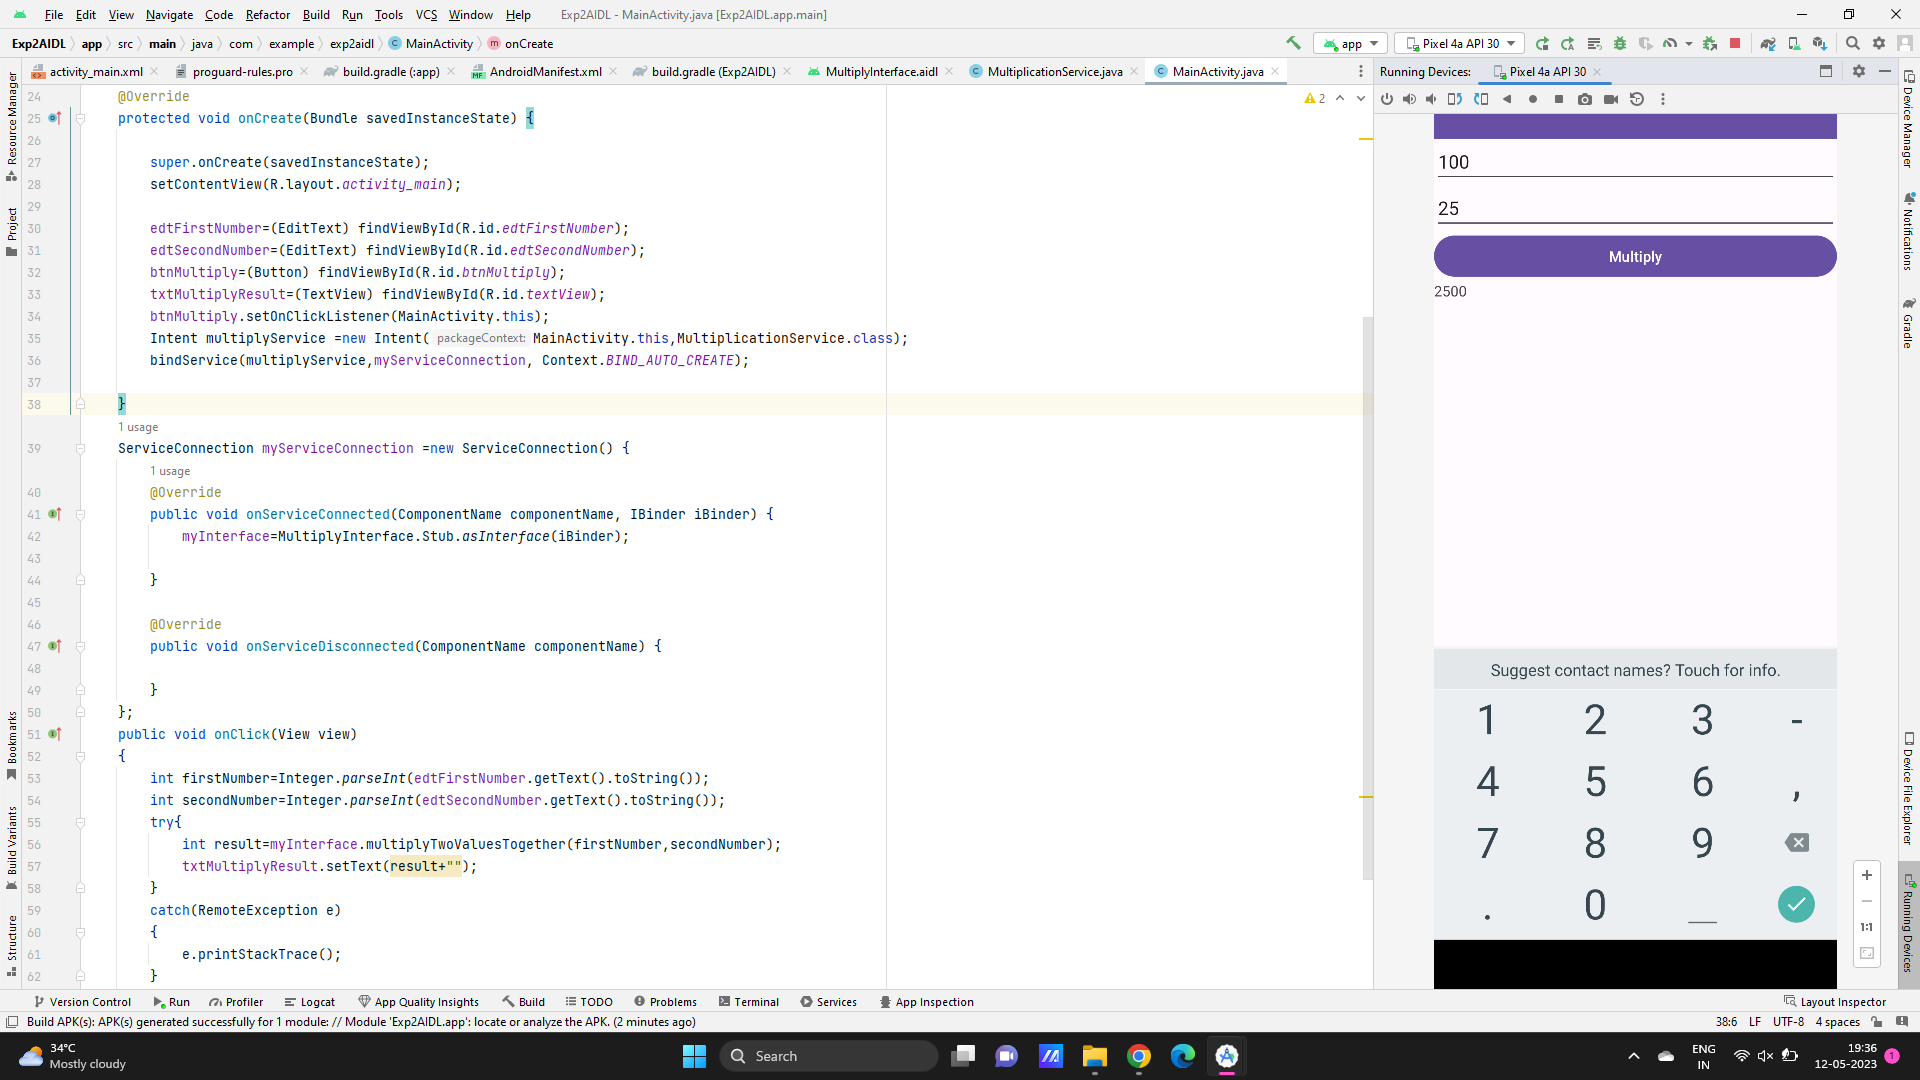 File Edit View Navigate Code Refactor Build Run Tools VCS Window Help Exp2AIDL - MainActivity.java [Exp2AIDL.app.main]
Exp2AIDL app src main java com example exp2aidl MainActivity onCreate app Pixel 4a API 30
activity_main.xml proguard-rules.pro build.gradle (:app) AndroidManifest.xml build.gradle (Exp2AIDL) MultiplyInterface.aidl MultiplicationService.java MainActivity.java Running Devices: Pixel 4a API 30
Resource Manager
Project
Bookmarks
Build Variants
Structure
24 @Override
2
25 protected void onCreate(Bundle savedInstanceState) {
26
27 super.onCreate(savedInstanceState);
28 setContentView(R.layout.activity_main);
29
30 edtFirstNumber=(EditText) findViewById(R.id.edtFirstNumber);
31 edtSecondNumber=(EditText) findViewById(R.id.edtSecondNumber);
32 btnMultiply=(Button) findViewById(R.id.btnMultiply);
33 txtMultiplyResult=(TextView) findViewById(R.id.textView);
34 btnMultiply.setOnClickListener(MainActivity.this);
35 Intent multiplyService =new Intent( packageContext: MainActivity.this,MultiplicationService.class);
36 bindService(multiplyService,myServiceConnection, Context.BIND_AUTO_CREATE);
37
38 }
1 usage
39 ServiceConnection myServiceConnection =new ServiceConnection() {
1 usage
40 @Override
41 public void onServiceConnected(ComponentName componentName, IBinder iBinder) {
42 myInterface=MultiplyInterface.Stub.asInterface(iBinder);
43
44 }
45
46 @Override
47 public void onServiceDisconnected(ComponentName componentName) {
48
49 }
50 };
51 public void onClick(View view)
52 {
53 int firstNumber=Integer.parseInt(edtFirstNumber.getText().toString());
54 int secondNumber=Integer.parseInt(edtSecondNumber.getText().toString());
55 try{
56 int result=myInterface.multiplyTwoValuesTogether(firstNumber,secondNumber);
57 txtMultiplyResult.setText(result+"");
58 }
59 catch(RemoteException e)
60 {
61 e.printStackTrace();
62 }
100
25
Multiply
2500
Suggest contact names? Touch for info.
1 2 3 -
4 5 6 ,
7 8 9
. 0 _
+
−
1:1
Device Manager
Notifications
Gradle
Device File Explorer
Running Devices
Version Control Run Profiler Logcat App Quality Insights Build TODO Problems Terminal Services App Inspection Layout Inspector
Build APK(s): APK(s) generated successfully for 1 module: // Module 'Exp2AIDL.app': locate or analyze the APK. (2 minutes ago) 38:6 LF UTF-8 4 spaces
34°C
Mostly cloudy
Search
ENG
IN
19:36
12-05-2023
1